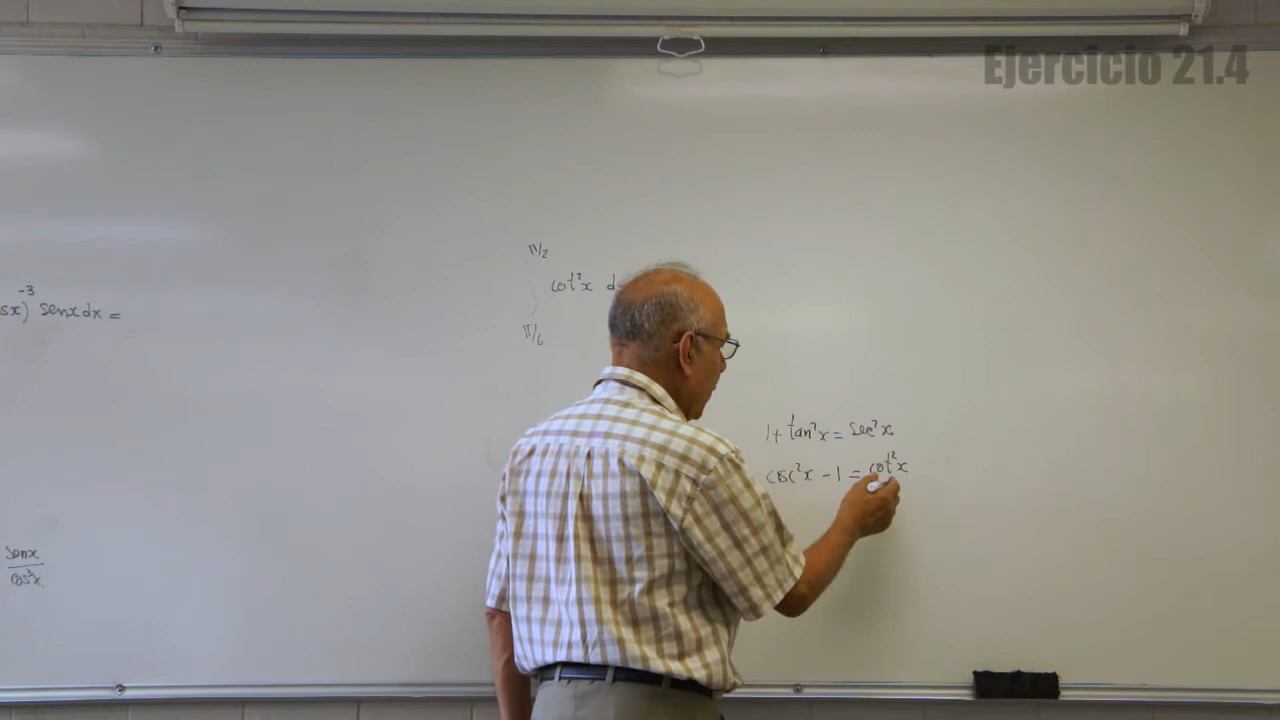 Ejercicio 21.4
sx)⁻³ senx dx =
senx
cos³x
π/2
cot²x d
π/6
1 + tan²x = sec²x
csc²x - 1 = cot²x